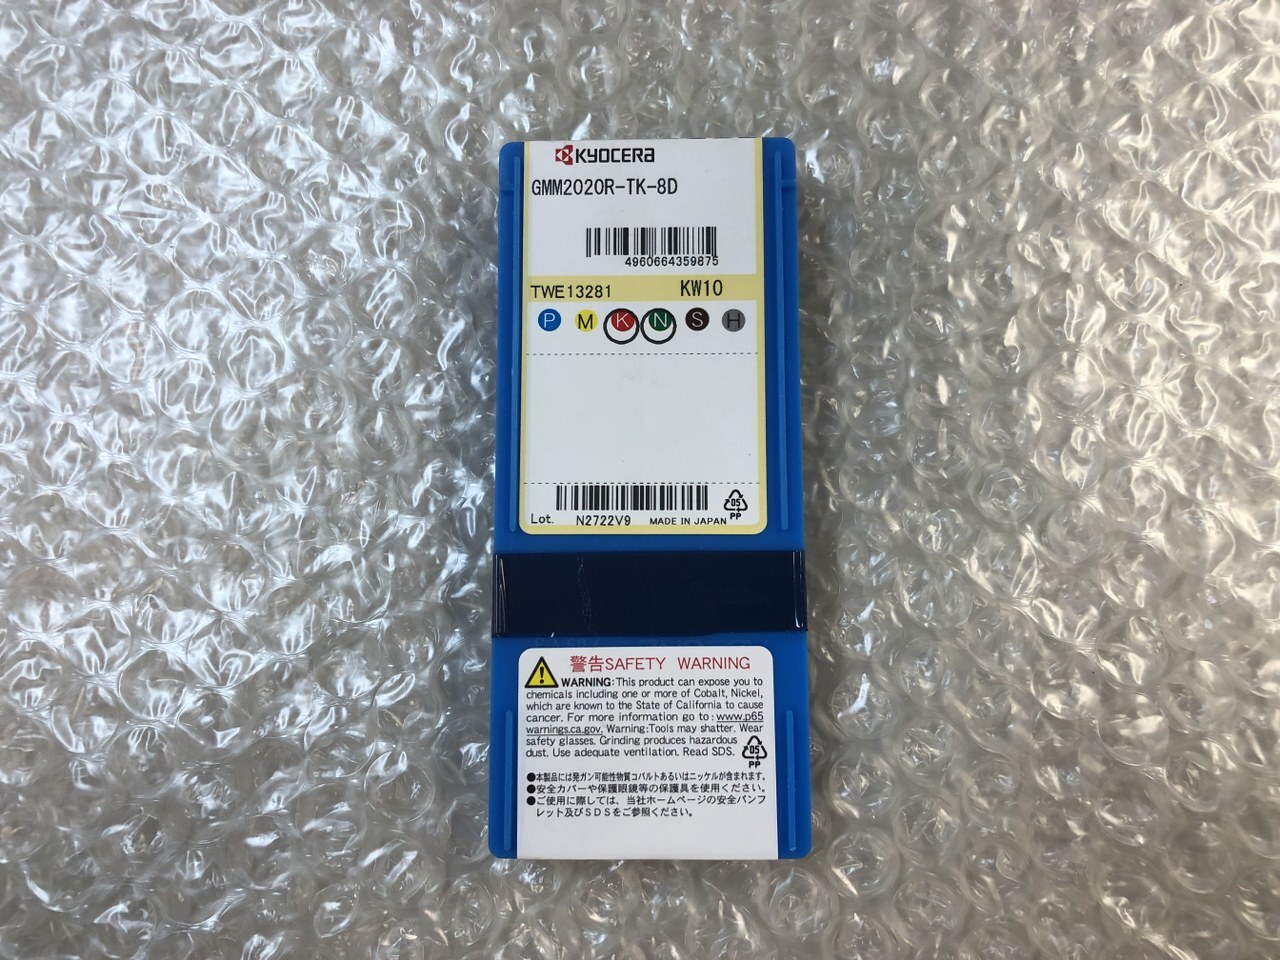 KYOCERA
GMM2020R-TK-8D
4960664359875
TWE13281 KW10
P M K N S H
Lot. N2722V9 MADE IN JAPAN
05
PP
警告SAFETY WARNING
WARNING: This product can expose you to
chemicals including one or more of Cobalt, Nickel,
which are known to the State of California to cause
cancer. For more information go to : www.p65
warnings.ca.gov. Warning:Tools may shatter. Wear
safety glasses. Grinding produces hazardous
dust. Use adequate ventilation. Read SDS.
05
PP
●本製品には発ガン可能性物質コバルトあるいはニッケルが含まれます。
●安全カバーや保護眼鏡等の保護具を使用ください。
●ご使用に際しては、当社ホームページの安全パンフ
レット及びSDSをご参照ください。